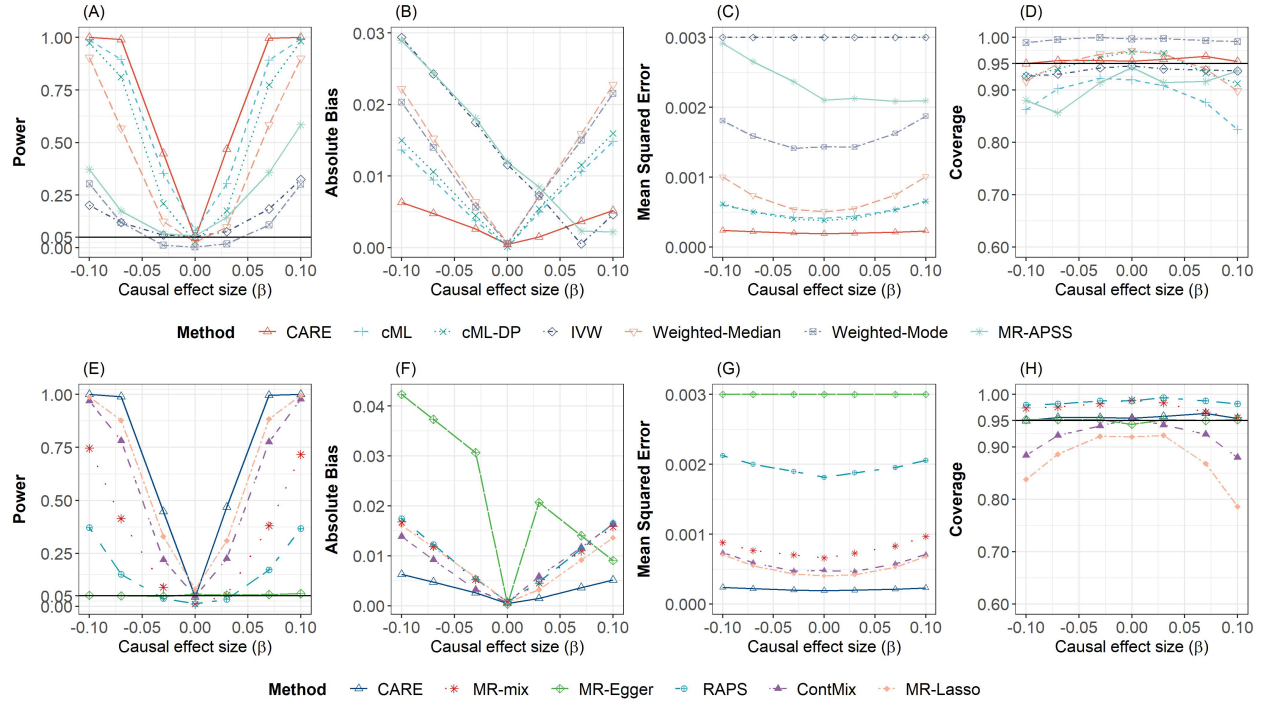 (A)
(B)
(C)
(D)
Power
1.00
0.75
0.50
0.25
0.05
0.00
-0.10 -0.05 0.00 0.05 0.10
Causal effect size (β)
Absolute Bias
0.03
0.02
0.01
0.00
-0.10 -0.05 0.00 0.05 0.10
Causal effect size (β)
Mean Squared Error
0.003
0.002
0.001
0.000
-0.10 -0.05 0.00 0.05 0.10
Causal effect size (β)
Coverage
1.00
0.95
0.90
0.80
0.70
0.60
-0.10 -0.05 0.00 0.05 0.10
Causal effect size (β)
Method CARE cML cML-DP IVW Weighted-Median Weighted-Mode MR-APSS
(E)
(F)
(G)
(H)
Power
1.00
0.75
0.50
0.25
0.05
0.00
-0.10 -0.05 0.00 0.05 0.10
Causal effect size (β)
Absolute Bias
0.04
0.03
0.02
0.01
0.00
-0.10 -0.05 0.00 0.05 0.10
Causal effect size (β)
Mean Squared Error
0.003
0.002
0.001
0.000
-0.10 -0.05 0.00 0.05 0.10
Causal effect size (β)
Coverage
1.00
0.95
0.90
0.80
0.70
0.60
-0.10 -0.05 0.00 0.05 0.10
Causal effect size (β)
Method CARE MR-mix MR-Egger RAPS ContMix MR-Lasso